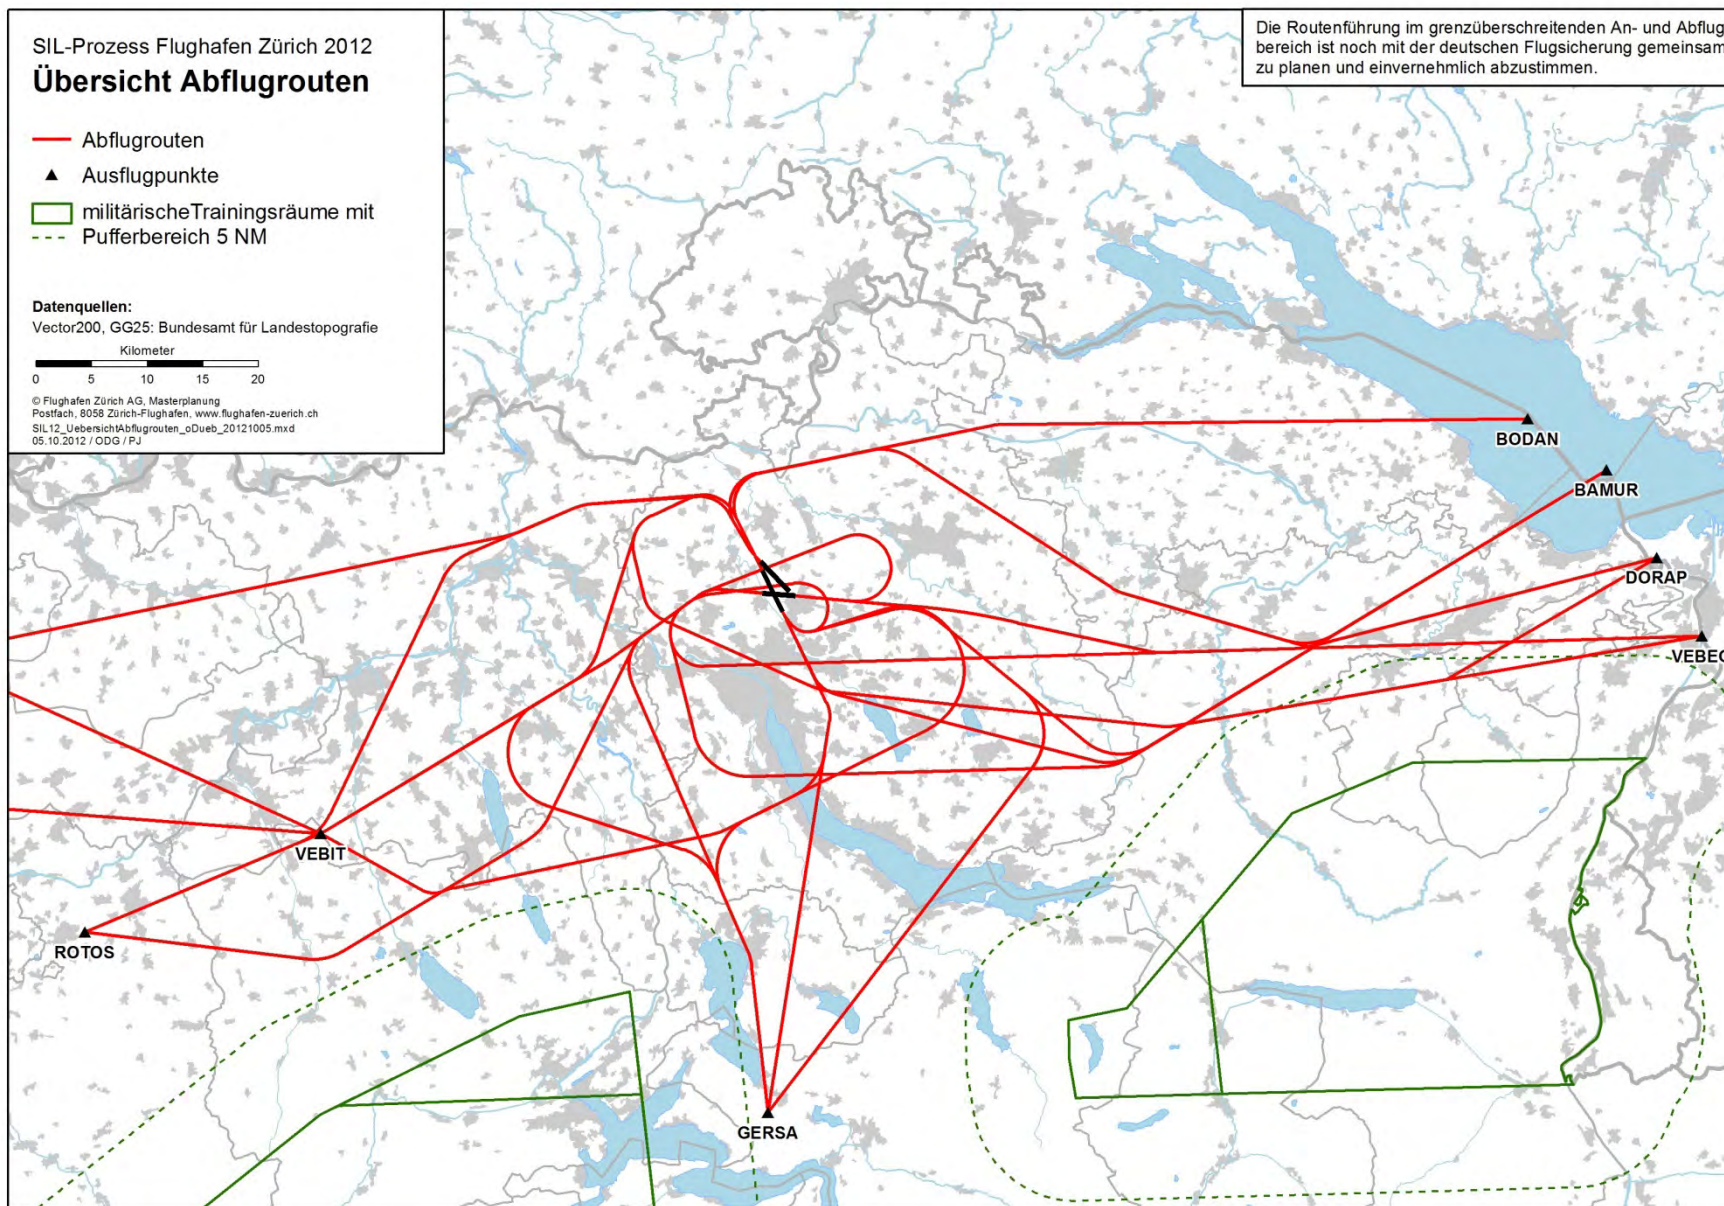 SIL-Prozess Flughafen Zürich 2012
Übersicht Abflugrouten
Abflugrouten
Ausflugpunkte
militärischeTrainingsräume mit
Pufferbereich 5 NM
Datenquellen:
Vector200, GG25: Bundesamt für Landestopografie
Kilometer
0 5 10 15 20
© Flughafen Zürich AG, Masterplanung
Postfach, 8058 Zürich-Flughafen, www.flughafen-zuerich.ch
SIL12_UebersichtAbflugrouten_oDueb_20121005.mxd
05.10.2012 / ODG / PJ
Die Routenführung im grenzüberschreitenden An- und Abflug
bereich ist noch mit der deutschen Flugsicherung gemeinsam
zu planen und einvernehmlich abzustimmen.
BODAN
BAMUR
DORAP
VEBEG
VEBIT
ROTOS
GERSA